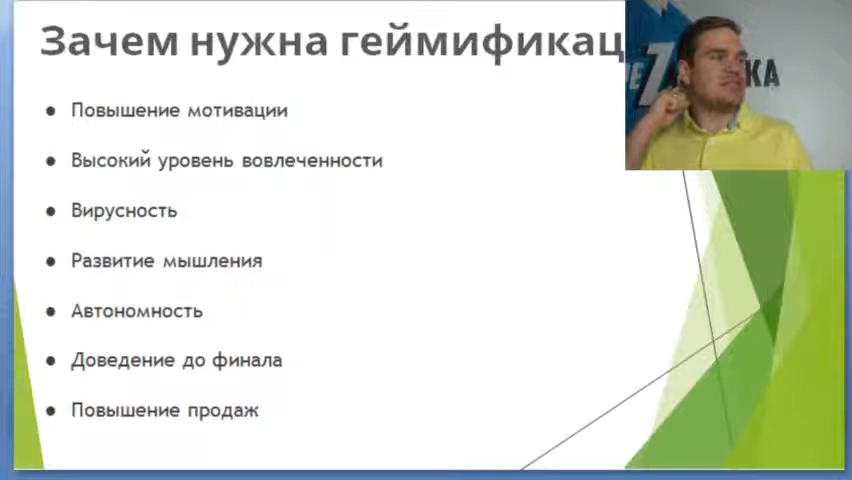 Зачем нужна геймификац
● Повышение мотивации
● Высокий уровень вовлеченности
● Вирусность
● Развитие мышления
● Автономность
● Доведение до финала
● Повышение продаж